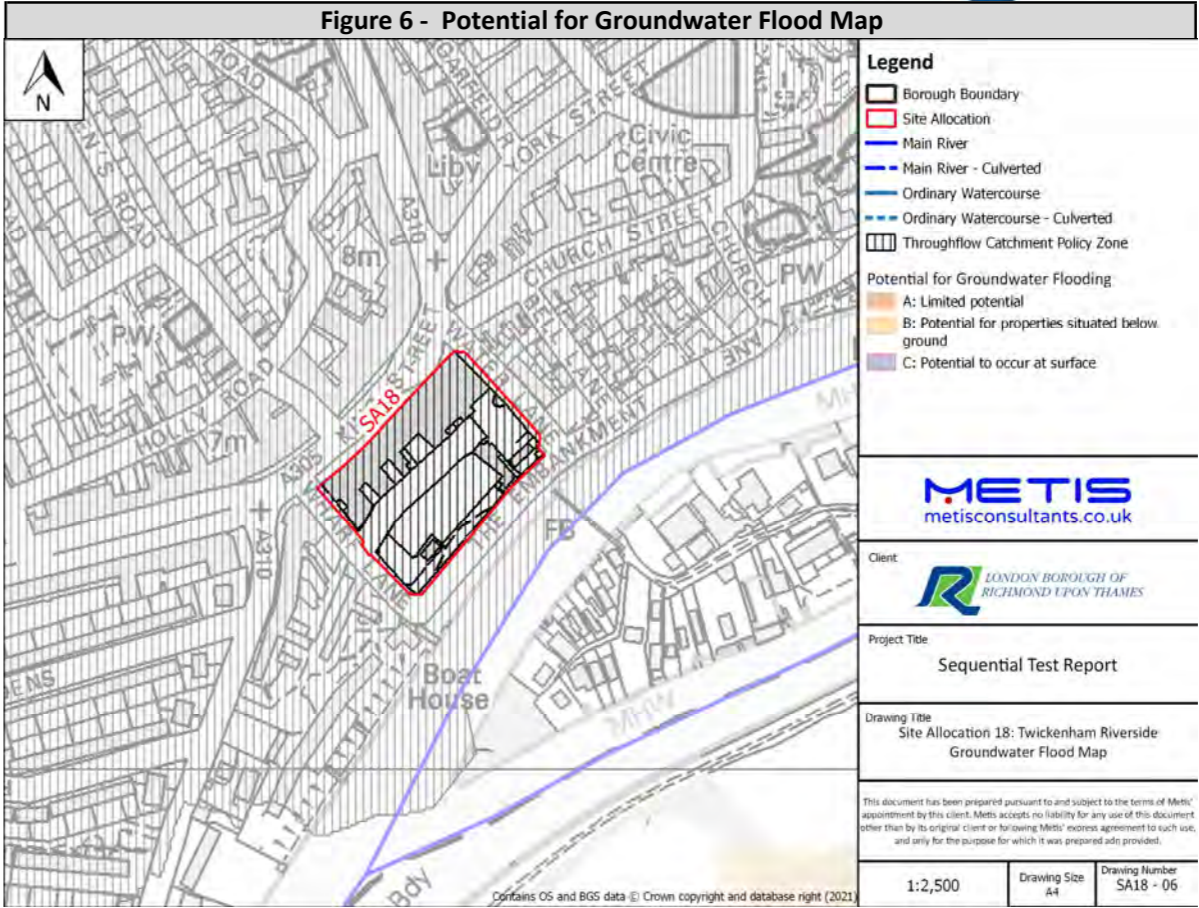 Figure 6 - Potential for Groundwater Flood Map
N
ROAD
GARFIELD R
YORK STREET
Civic
Centre
Liby
A310
8m
CHURCH STREET
CHURCH
LANE
PW
PW
HOLLY ROAD
7m
SA18
A305
THE EMBANKMENT
FB
A310
Boat
House
DENS
MHW
Bdy
Contains OS and BGS data © Crown copyright and database right (2021)
Legend
Borough Boundary
Site Allocation
Main River
Main River - Culverted
Ordinary Watercourse
Ordinary Watercourse - Culverted
Throughflow Catchment Policy Zone
Potential for Groundwater Flooding
A: Limited potential
B: Potential for properties situated below
ground
C: Potential to occur at surface
METIS
metisconsultants.co.uk
Client
LONDON BOROUGH OF
RICHMOND UPON THAMES
Project Title
Sequential Test Report
Drawing Title
Site Allocation 18: Twickenham Riverside
Groundwater Flood Map
This document has been prepared pursuant to and subject to the terms of Metis'
appointment by this client. Metis accepts no liability for any use of this document
other than by its original client or following Metis' express agreement to such use,
and only for the purpose for which it was prepared adn provided.
1:2,500
Drawing Size
A4
Drawing Number
SA18 - 06